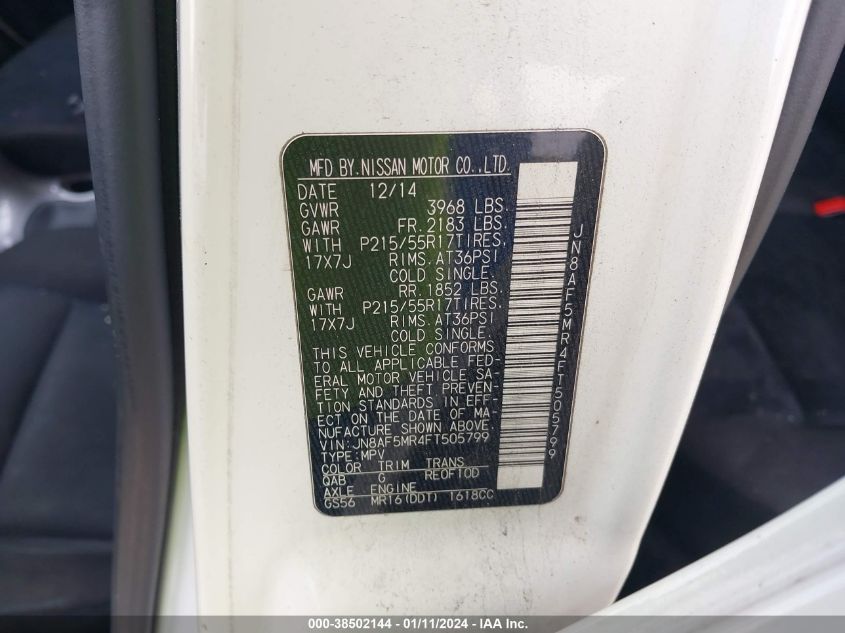 MFD BY.NISSAN MOTOR CO.,LTD.
DATE 12/14
GVWR 3968 LBS.
GAWR FR.2183 LBS.
WITH P215/55R17TIRES,
17X7J RIMS.AT36PSI
COLD SINGLE.
GAWR RR.1852 LBS.
WITH P215/55R17TIRES,
17X7J RIMS.AT36PSI
COLD SINGLE.
THIS VEHICLE CONFORMS
TO ALL APPLICABLE FED-
ERAL MOTOR VEHICLE SA-
FETY AND THEFT PREVEN-
TION STANDARDS IN EFF-
ECT ON THE DATE OF MA-
NUFACTURE SHOWN ABOVE.
VIN:JN8AF5MR4FT505799
TYPE:MPV
COLOR TRIM TRANS
QAB G RE0F10D
AXLE ENGINE
GS56 MR16(DDT) 1618CC
JN8AF5MR4FT505799
000-38502144 - 01/11/2024 - IAA Inc.